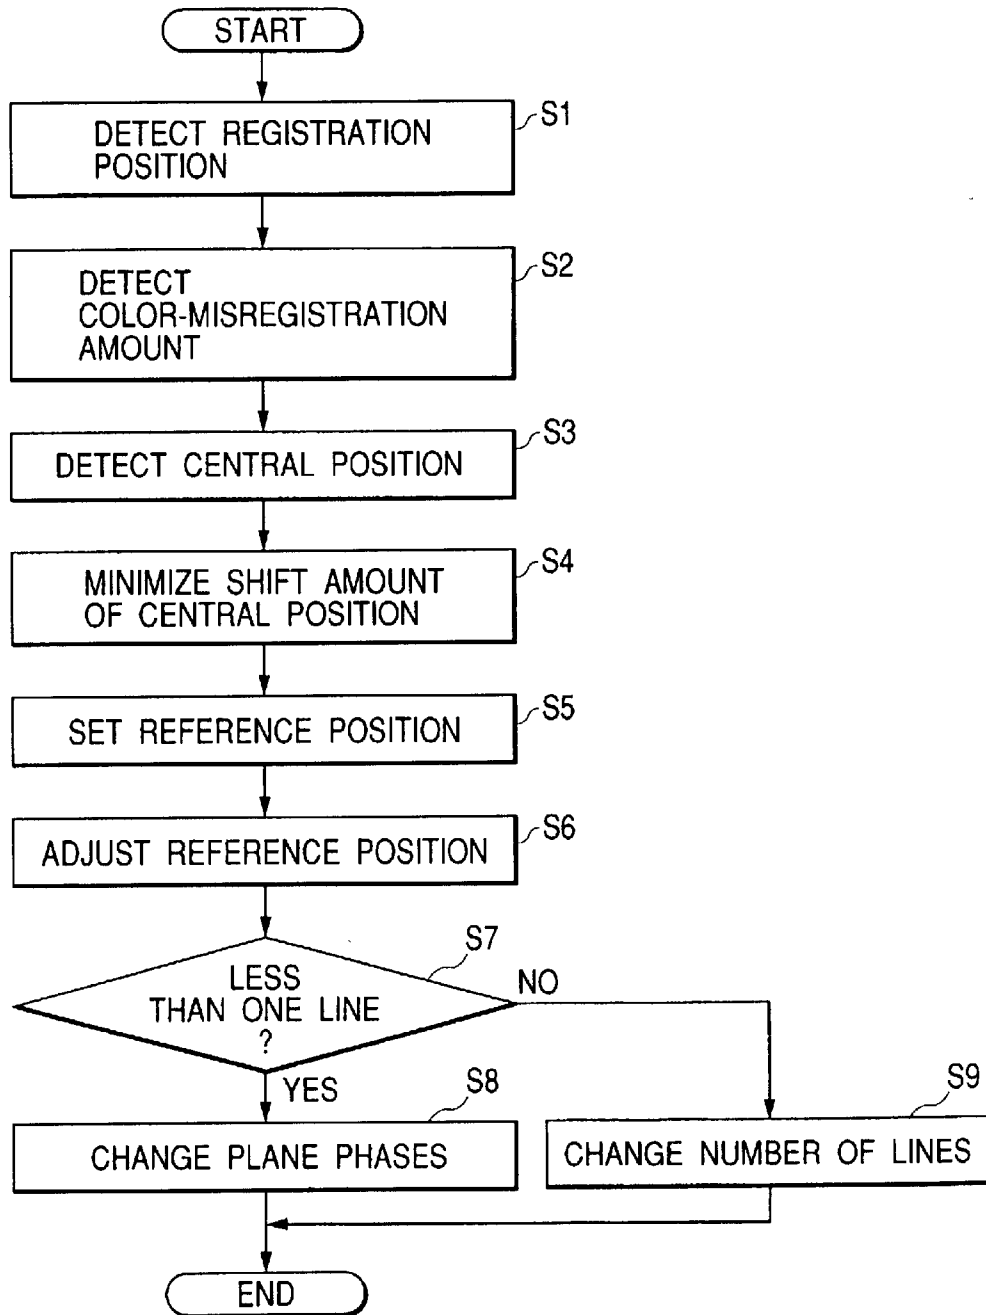 START
S1
DETECT REGISTRATION
POSITION
S2
DETECT
COLOR-MISREGISTRATION
AMOUNT
S3
DETECT CENTRAL POSITION
S4
MINIMIZE SHIFT AMOUNT
OF CENTRAL POSITION
S5
SET REFERENCE POSITION
S6
ADJUST REFERENCE POSITION
S7
LESS
THAN ONE LINE
?
NO
YES
S8
CHANGE PLANE PHASES
S9
CHANGE NUMBER OF LINES
END